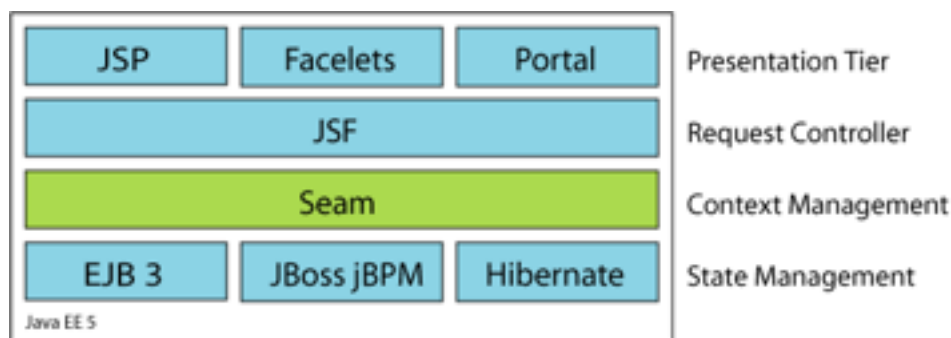 JSP Facelets Portal Presentation Tier
JSF Request Controller
Seam Context Management
EJB 3 JBoss jBPM Hibernate State Management
Java EE 5